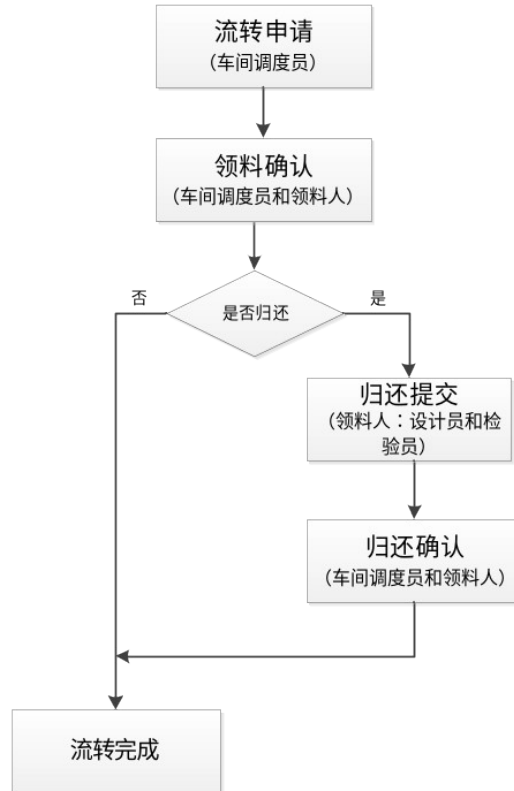 流转申请
（车间调度员）
领料确认
（车间调度员和领料人）
否
是否归还
是
归还提交
（领料人：设计员和检
验员）
归还确认
（车间调度员和领料人）
流转完成